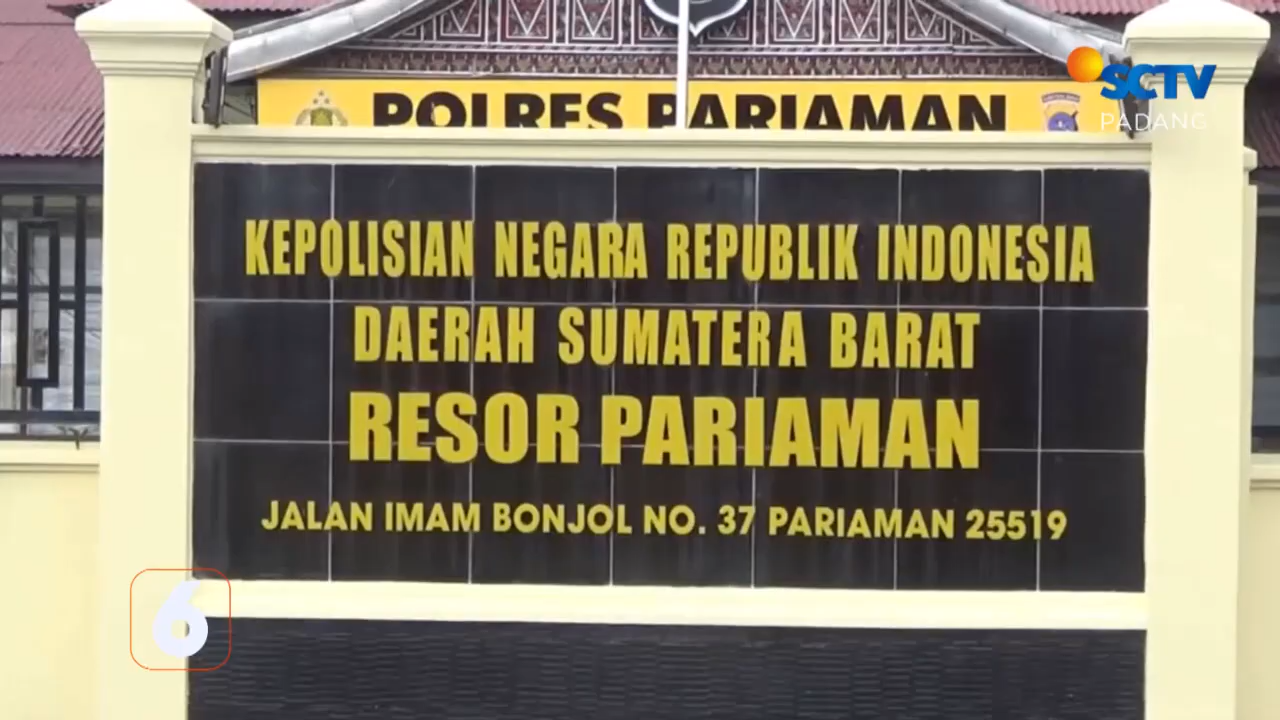 POLRES PARIAMAN
SCTV
PADANG
KEPOLISIAN NEGARA REPUBLIK INDONESIA
DAERAH SUMATERA BARAT
RESOR PARIAMAN
JALAN IMAM BONJOL NO. 37 PARIAMAN 25519
6